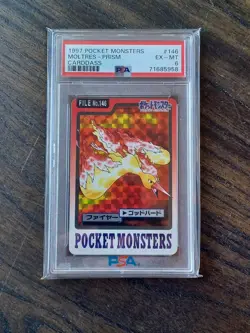 1997 POCKET MONSTERS #146
MOLTRES - PRISM EX-MT
CARDDASS 6
PSA 71685958
FILE No.146 ポケットモンスター
ファイヤー ▶ゴッドバード
POCKET MONSTERS
PSA